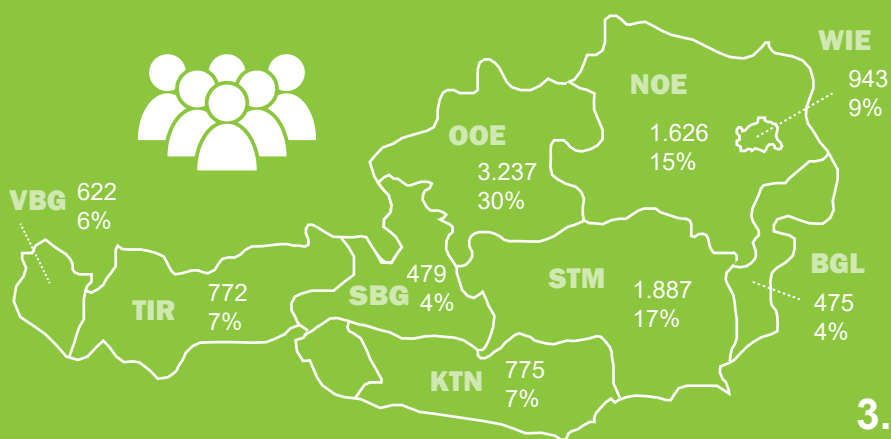 WIE
943
9%
NOE
1.626
15%
OOE
3.237
30%
VBG
622
6%
TIR
772
7%
SBG
479
4%
STM
1.887
17%
BGL
475
4%
KTN
775
7%
3.